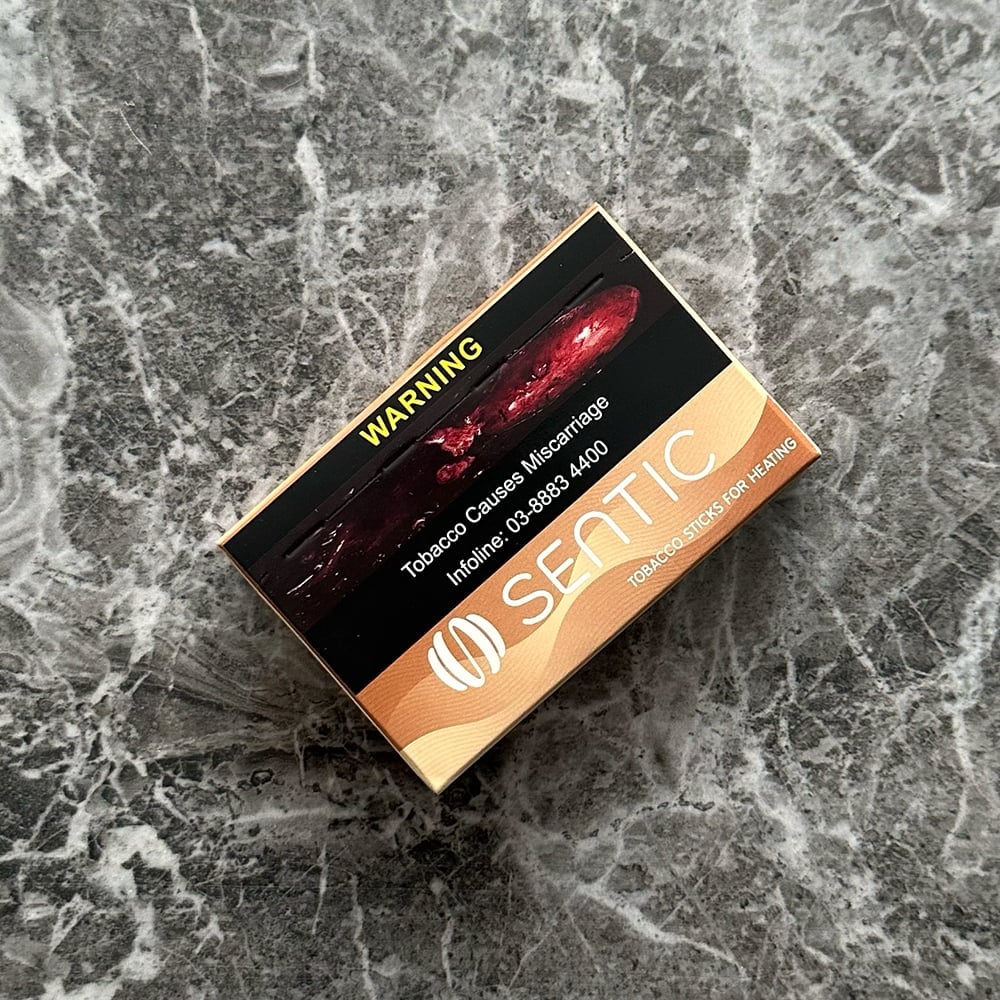 WARNING
Tobacco Causes Miscarriage
Infoline: 03-8883 4400
SENTIC
TOBACCO STICKS FOR HEATING